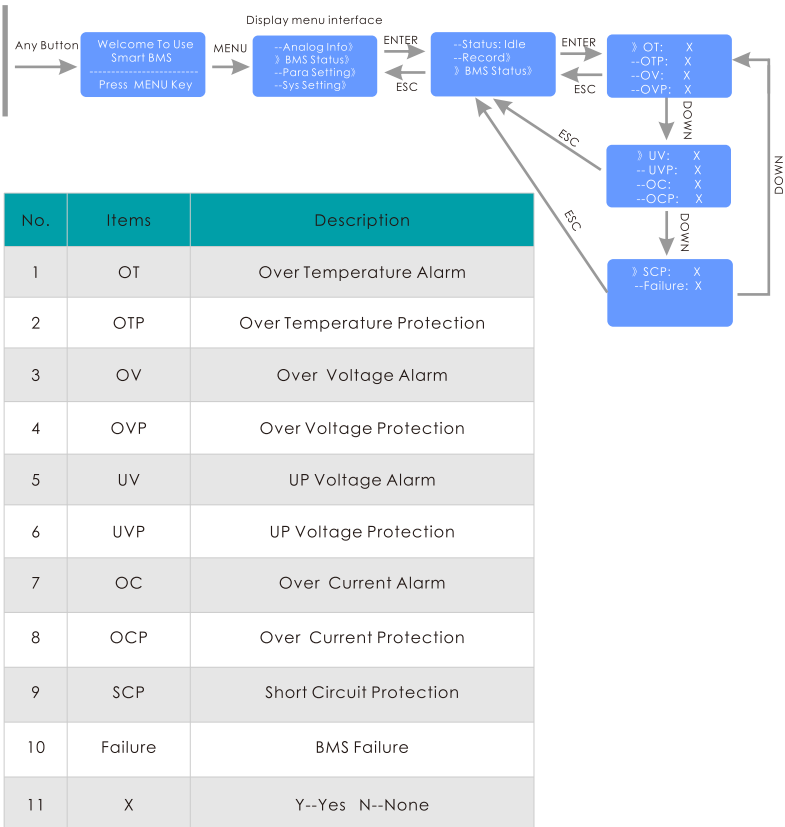 Display menu interface
Any Button
Welcome To Use
Smart BMS
Press MENU Key
MENU
--Analog Info》
》BMS Status》
--Para Setting》
--Sys Setting》
ENTER
ESC
--Status: Idle
--Record》
》BMS Status》
ENTER
ESC
》OT: X
--OTP: X
--OV: X
--OVP: X
DOWN
ESC
》UV: X
-- UVP: X
--OC: X
--OCP: X
DOWN
DOWN
ESC
》SCP: X
--Failure: X
No. Items Description
1 OT Over Temperature Alarm
2 OTP Over Temperature Protection
3 OV Over Voltage Alarm
4 OVP Over Voltage Protection
5 UV UP Voltage Alarm
6 UVP UP Voltage Protection
7 OC Over Current Alarm
8 OCP Over Current Protection
9 SCP Short Circuit Protection
10 Failure BMS Failure
11 X Y--Yes N--None